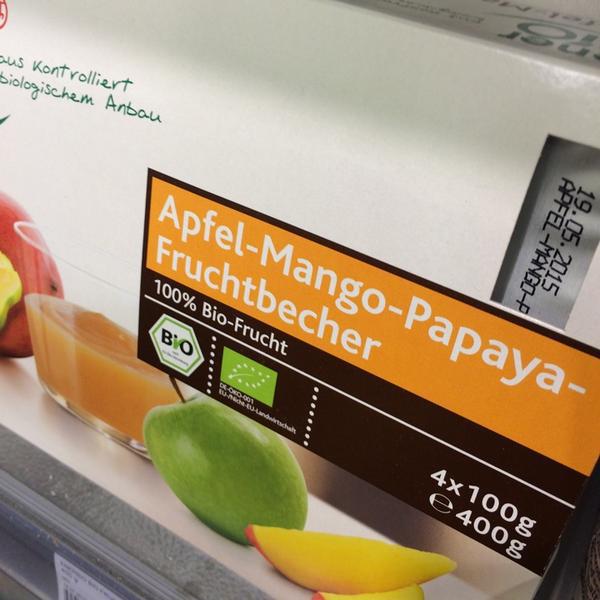 aus kontrolliert
biologischem Anbau
19.05.2015
APFEL-MANGO-P
Apfel-Mango-Papaya-
Fruchtbecher
100% Bio-Frucht
Bio
DE-ÖKO-001
EU-/Nicht-EU-Landwirtschaft
4x100g
℮400g